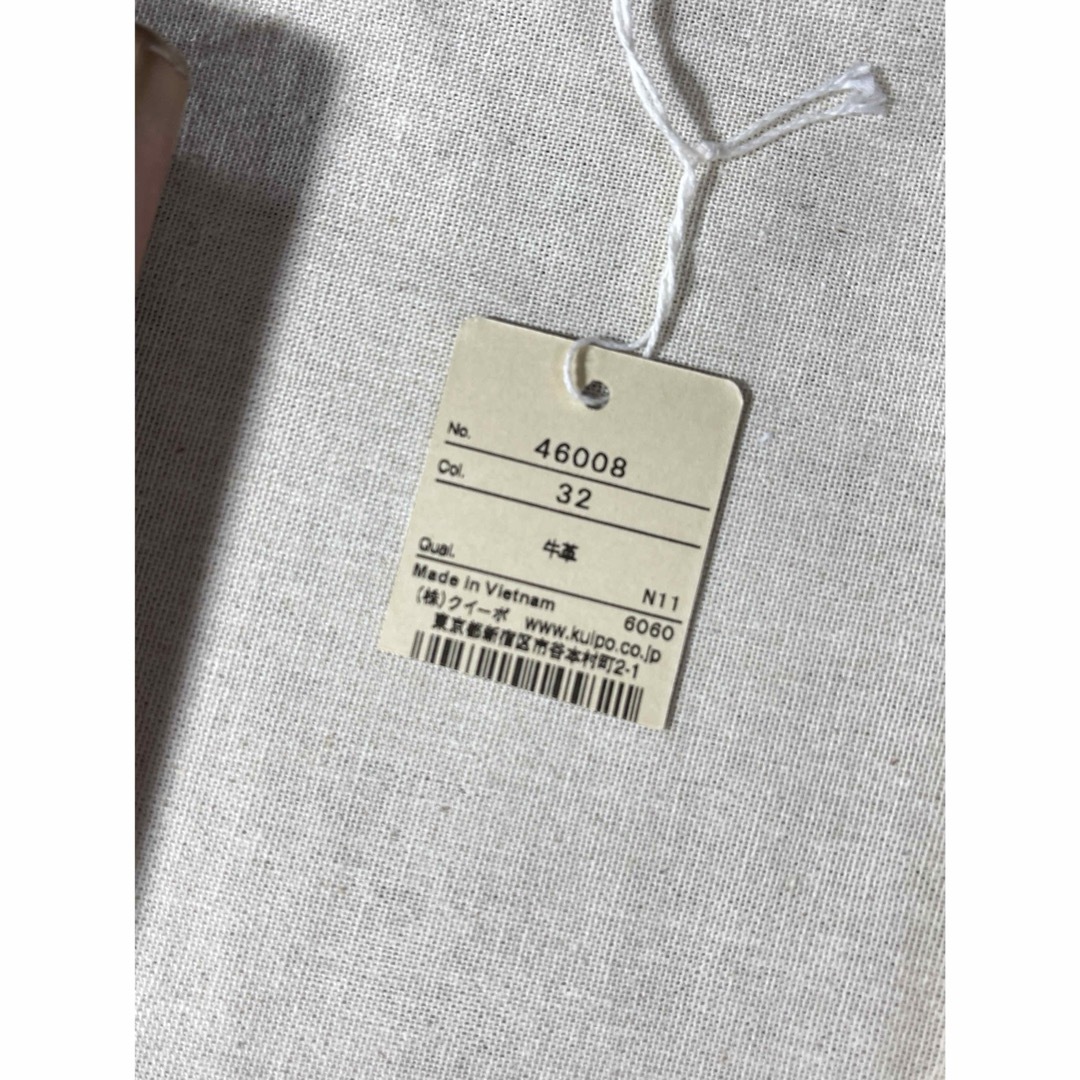 No. 46008
Col. 32
Qual. 牛革
Made in Vietnam N11
(株)クイーポ www.kuipo.co.jp 6060
東京都新宿区市谷本村町2-1